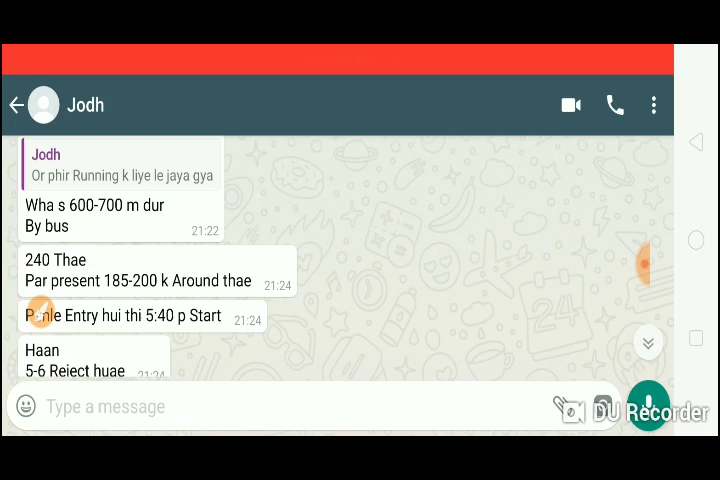 Jodh
Jodh
Or phir Running k liye le jaya gya
Wha s 600-700 m dur
By bus
21:22
240 Thae
Par present 185-200 k Around thae
21:24
Entry hui thi 5:40 p Start
21:24
Haan
5-6 Reject huae
21:24
Type a message
DU Recorder
24